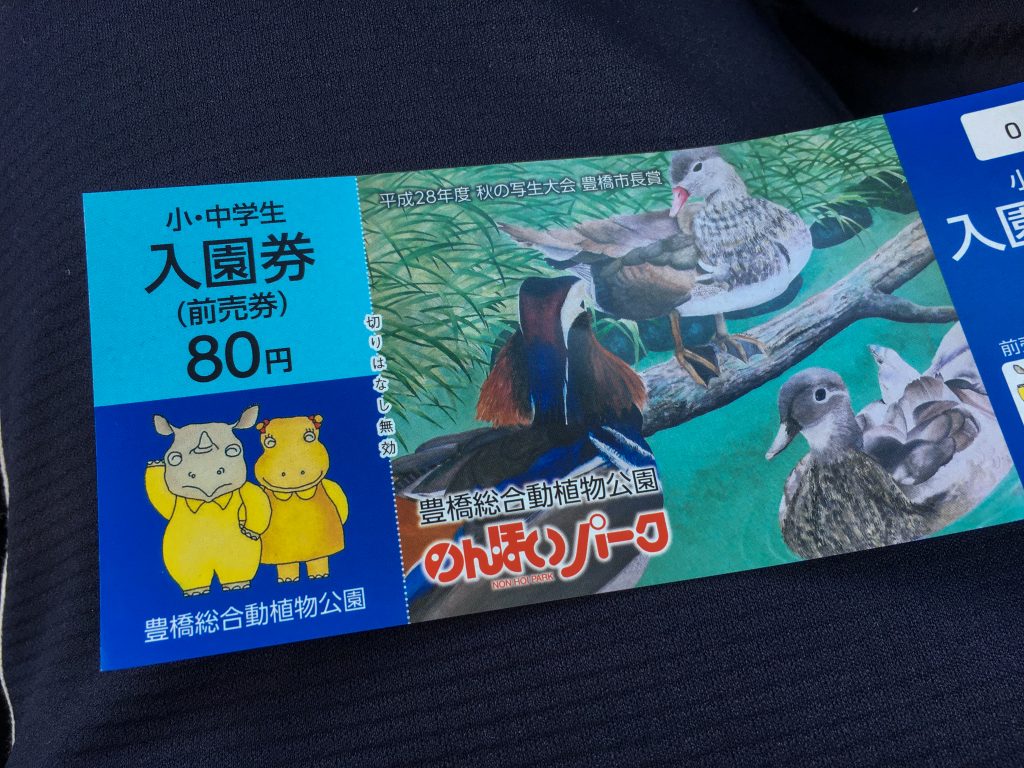 小・中学生
入園券
(前売券)
80円
豊橋総合動植物公園
切りはなし無効
平成28年度 秋の写生大会 豊橋市長賞
豊橋総合動植物公園
のんほいパーク
NON HOI PARK
0
小
入園
前売